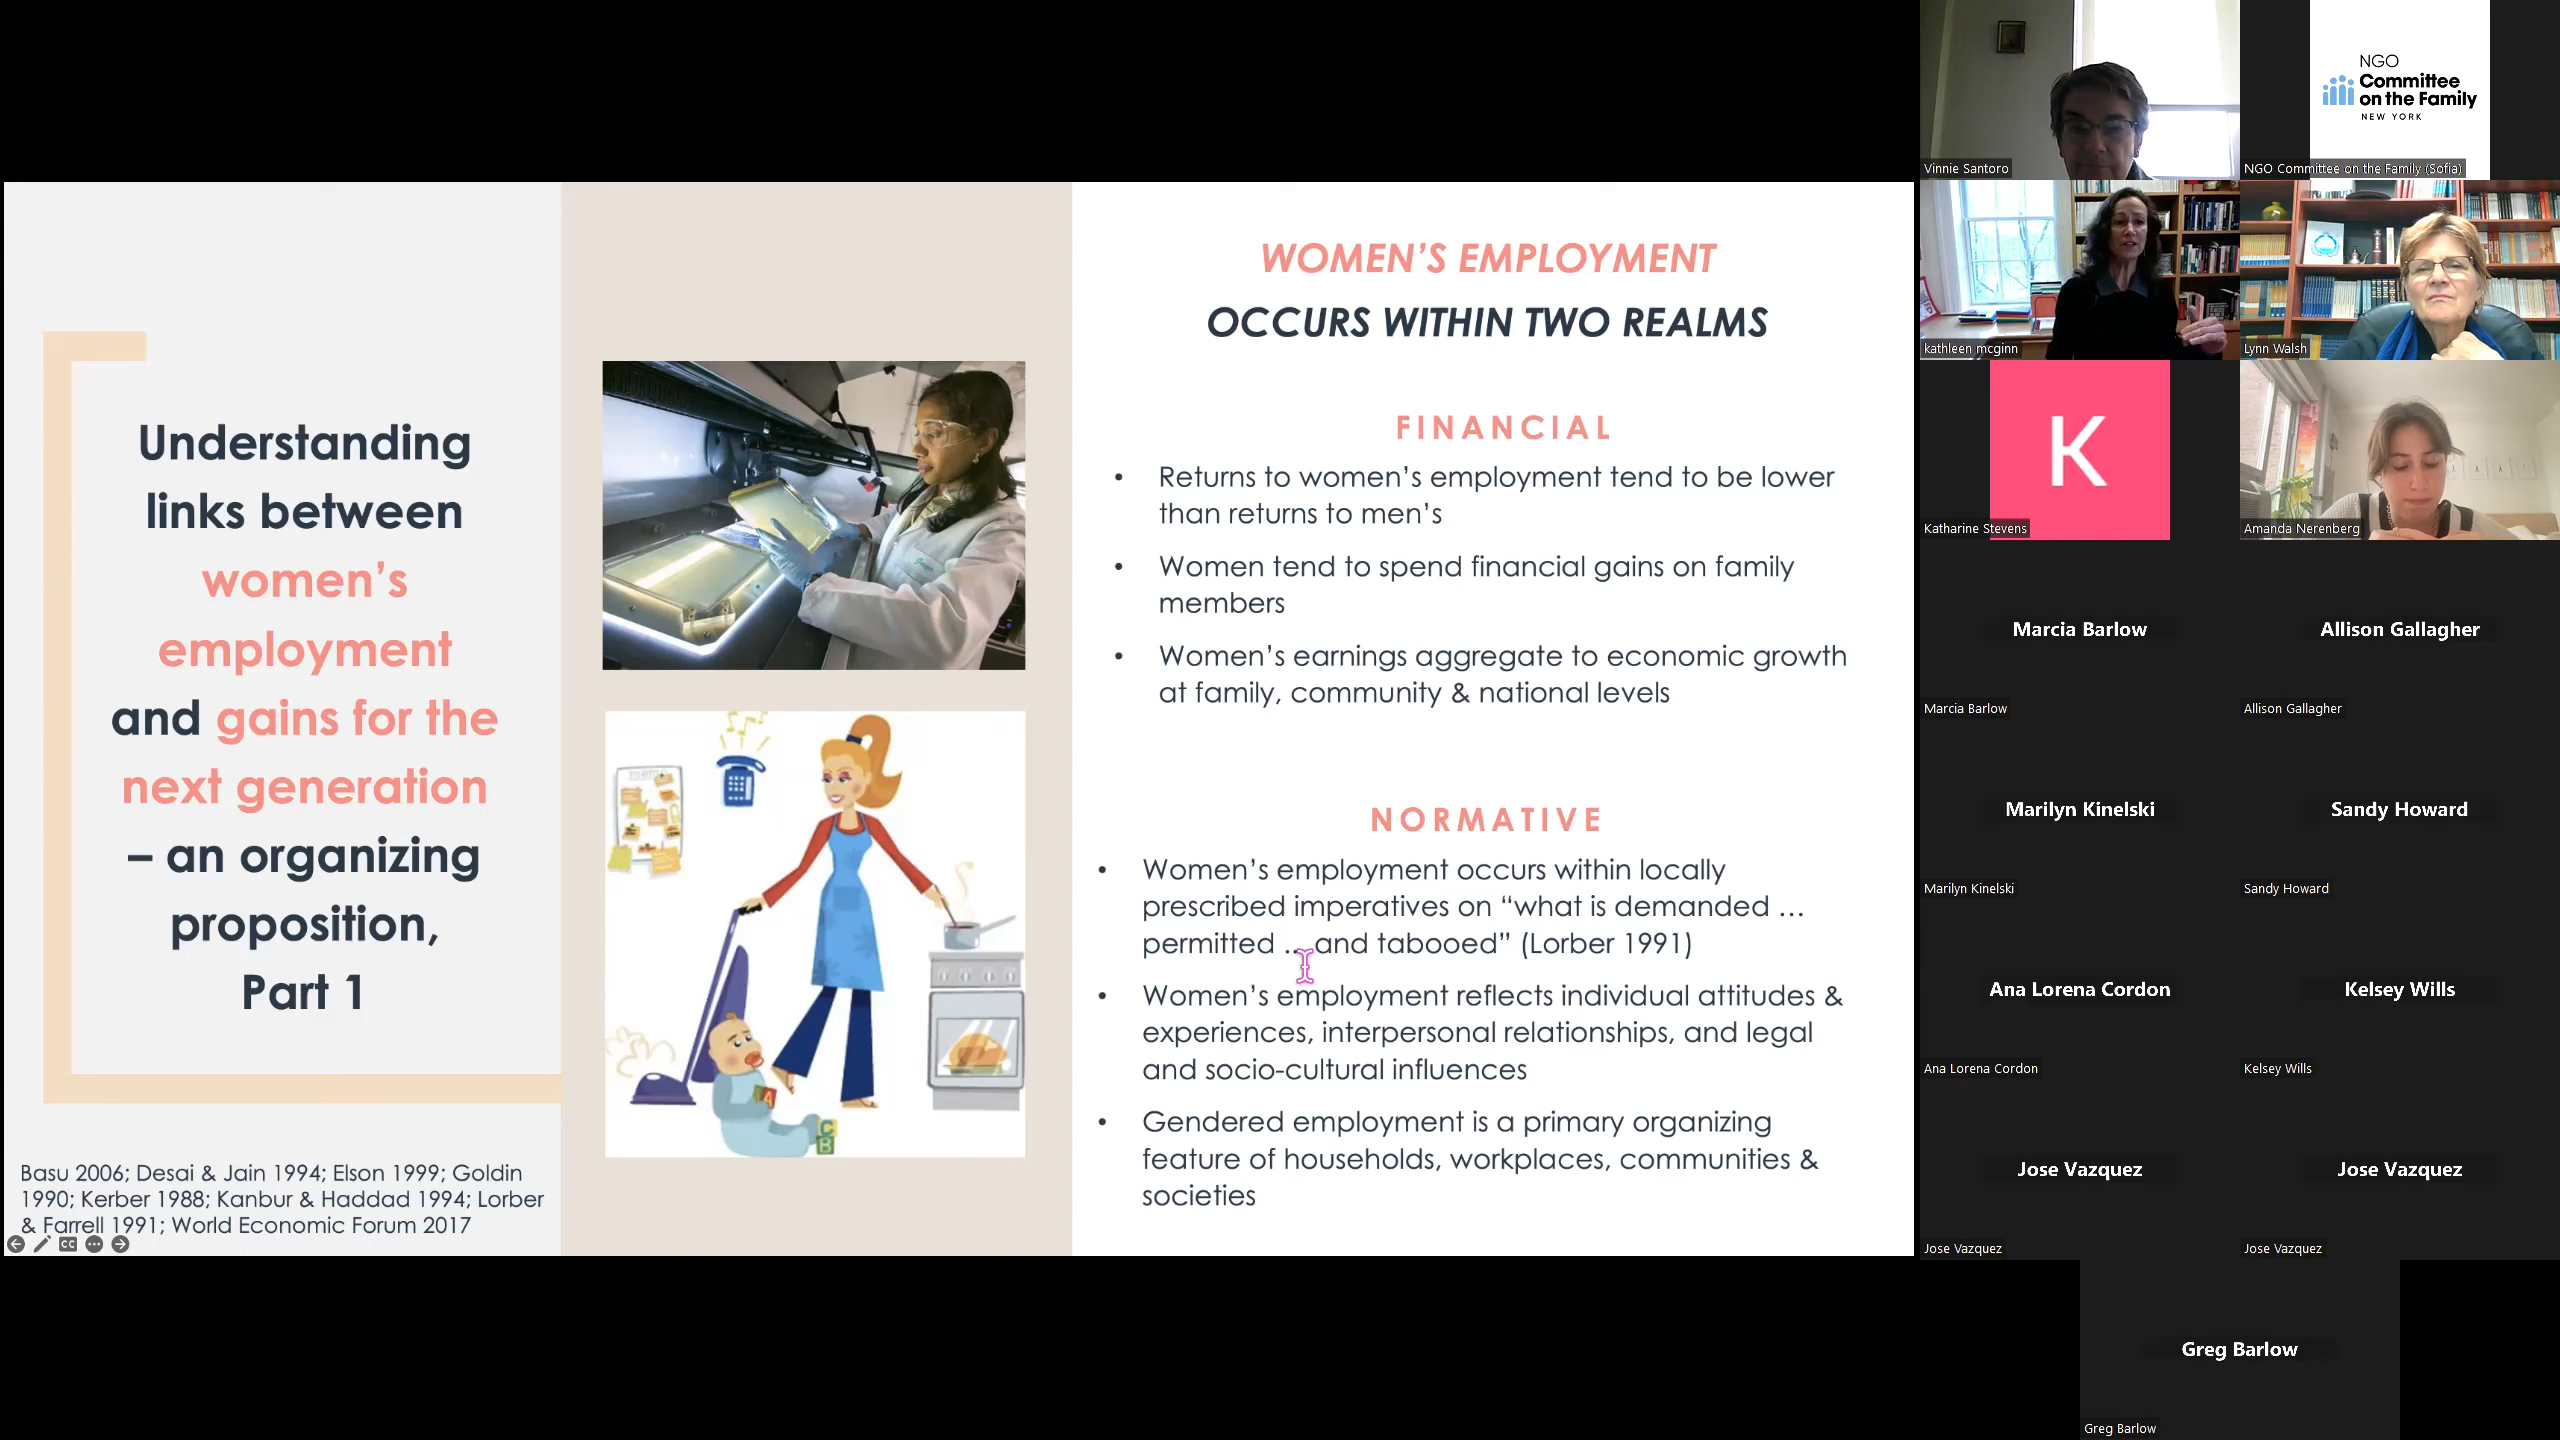 Understanding
links between
women's
employment
and gains for the
next generation
– an organizing
proposition,
Part 1
Basu 2006; Desai & Jain 1994; Elson 1999; Goldin
1990; Kerber 1988; Kanbur & Haddad 1994; Lorber
& Farrell 1991; World Economic Forum 2017
CC
A
C
B
WOMEN'S EMPLOYMENT
OCCURS WITHIN TWO REALMS
FINANCIAL
• Returns to women's employment tend to be lower
than returns to men's
• Women tend to spend financial gains on family
members
• Women's earnings aggregate to economic growth
at family, community & national levels
NORMATIVE
• Women's employment occurs within locally
prescribed imperatives on “what is demanded …
permitted … and tabooed” (Lorber 1991)
• Women's employment reflects individual attitudes &
experiences, interpersonal relationships, and legal
and socio-cultural influences
• Gendered employment is a primary organizing
feature of households, workplaces, communities &
societies
Vinnie Santoro
NGO
Committee
on the Family
NEW YORK
NGO Committee on the Family (Sofia)
kathleen mcginn
Lynn Walsh
K
Katharine Stevens
Amanda Nerenberg
Marcia Barlow
Marcia Barlow
Allison Gallagher
Allison Gallagher
Marilyn Kinelski
Marilyn Kinelski
Sandy Howard
Sandy Howard
Ana Lorena Cordon
Ana Lorena Cordon
Kelsey Wills
Kelsey Wills
Jose Vazquez
Jose Vazquez
Jose Vazquez
Jose Vazquez
Greg Barlow
Greg Barlow